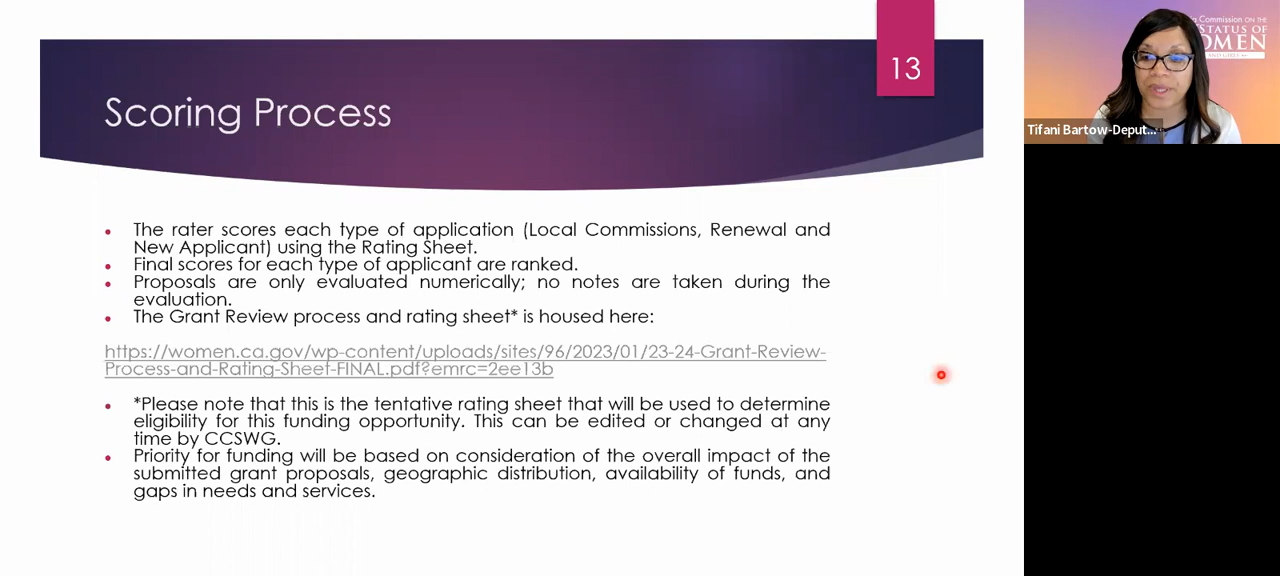 13
Scoring Process
• The rater scores each type of application (Local Commissions, Renewal and
New Applicant) using the Rating Sheet.
• Final scores for each type of applicant are ranked.
• Proposals are only evaluated numerically; no notes are taken during the
evaluation.
• The Grant Review process and rating sheet* is housed here:
https://women.ca.gov/wp-content/uploads/sites/96/2023/01/23-24-Grant-Review-
Process-and-Rating-Sheet-FINAL.pdf?emrc=2ee13b
• *Please note that this is the tentative rating sheet that will be used to determine
eligibility for this funding opportunity. This can be edited or changed at any
time by CCSWG.
• Priority for funding will be based on consideration of the overall impact of the
submitted grant proposals, geographic distribution, availability of funds, and
gaps in needs and services.
Commission ON THE
STATUS OF
OMEN
AND GIRLS
Tifani Bartow-Deput...